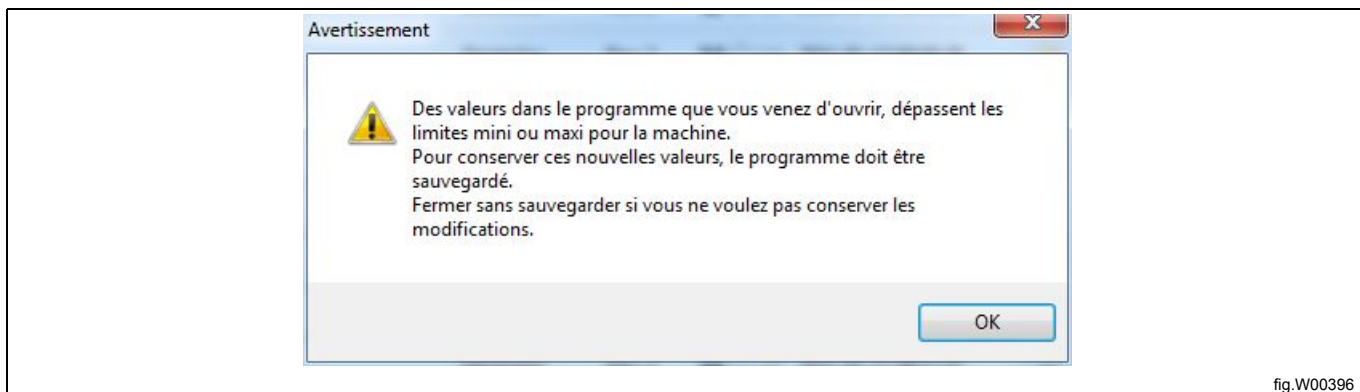 Avertissement
Des valeurs dans le programme que vous venez d'ouvrir, dépassent les
limites mini ou maxi pour la machine.
Pour conserver ces nouvelles valeurs, le programme doit être
sauvegardé.
Fermer sans sauvegarder si vous ne voulez pas conserver les
modifications.
OK
fig.W00396